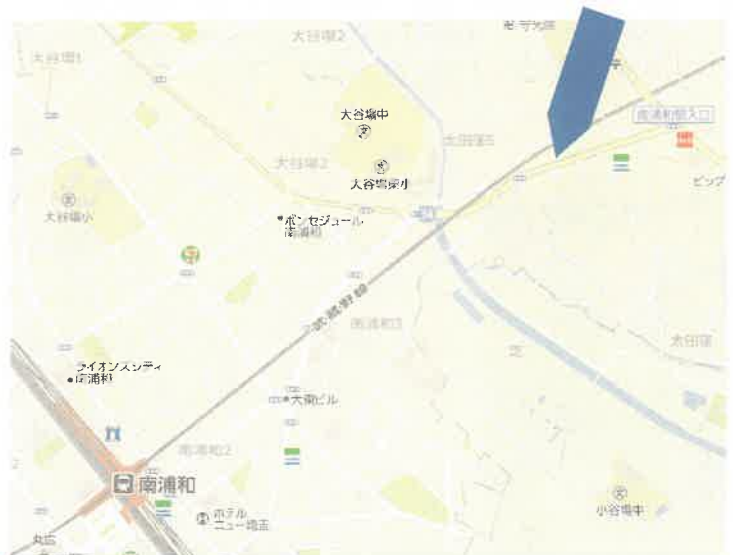 大谷場2
大谷場1
南浦和駅入口
大谷場中
太田窪5
大谷場2
大谷場東小
ビッグ
大谷場小
ボンセジュール
南浦和
武蔵野線
南浦和3
芝
太田窪
ライオンズシティ
南浦和
大東ビル
南浦和2
南浦和
小谷場中
ホテル
ニュー埼玉
丸広